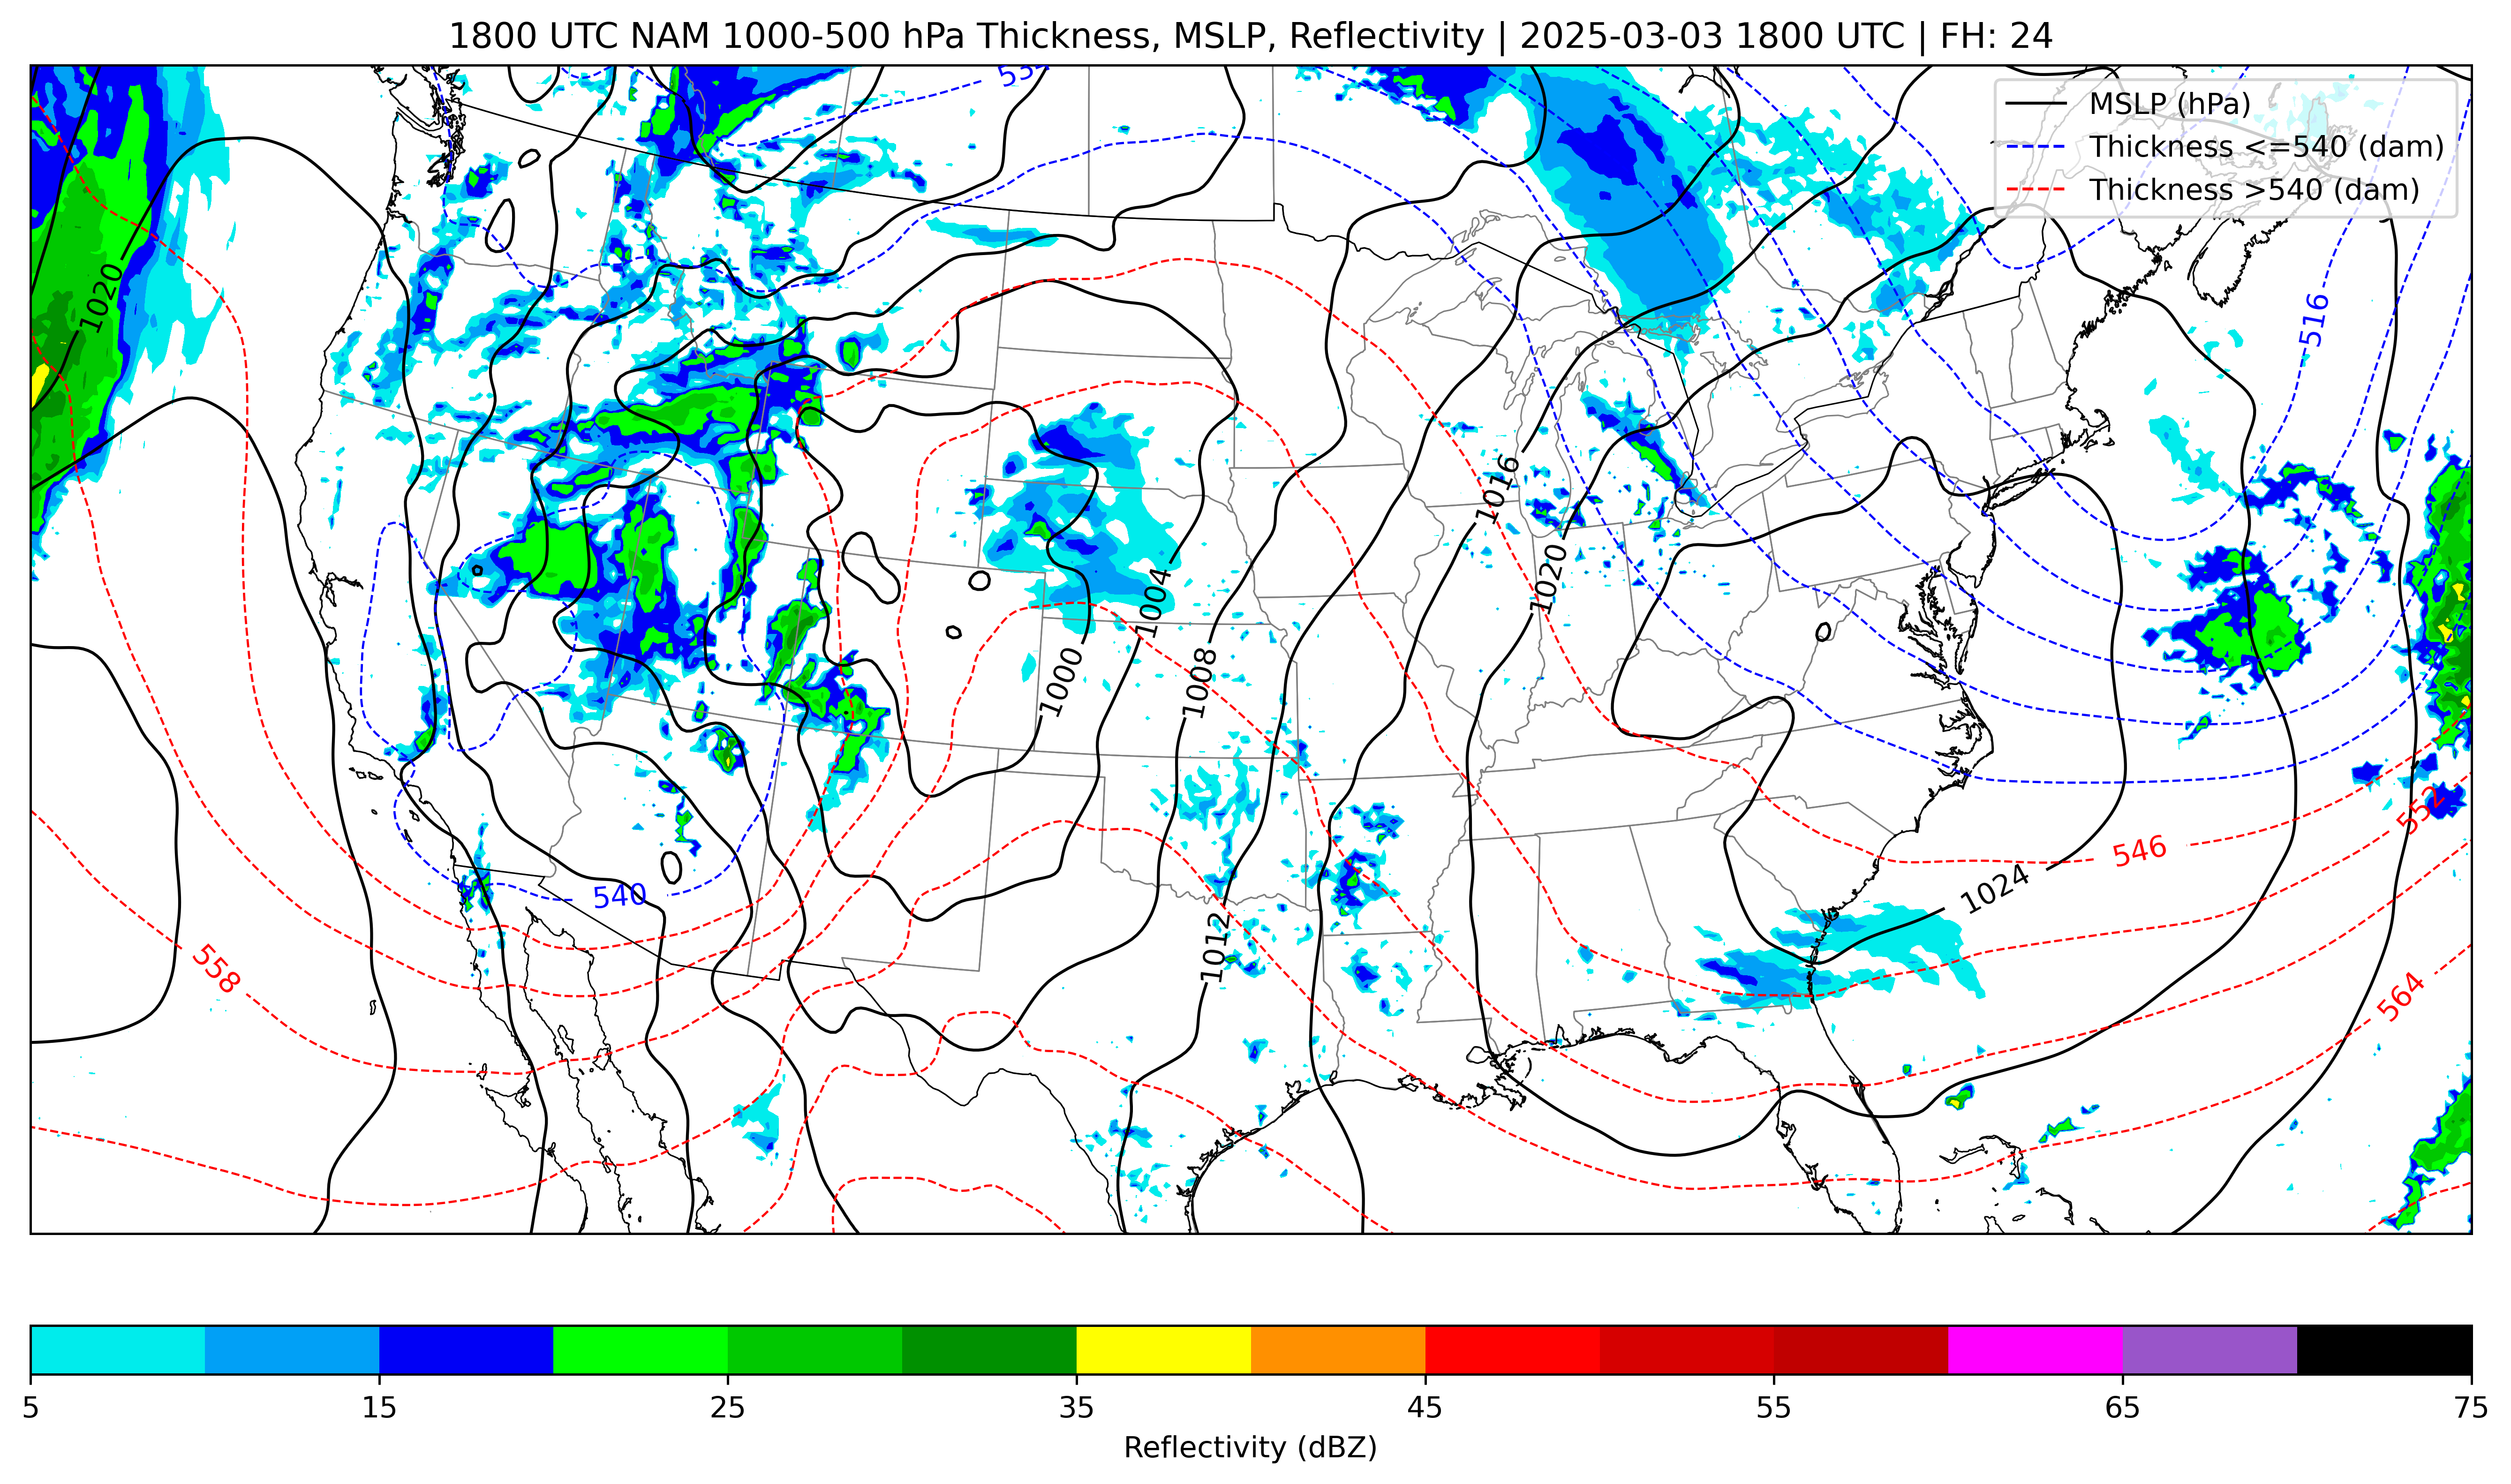 1800 UTC NAM 1000-500 hPa Thickness, MSLP, Reflectivity | 2025-03-03 1800 UTC | FH: 24
MSLP (hPa)
Thickness <=540 (dam)
Thickness >540 (dam)
1020
516
1016
1020
1004
1000
1008
552
546
540
1024
1012
558
564
5 15 25 35 45 55 65 75
Reflectivity (dBZ)